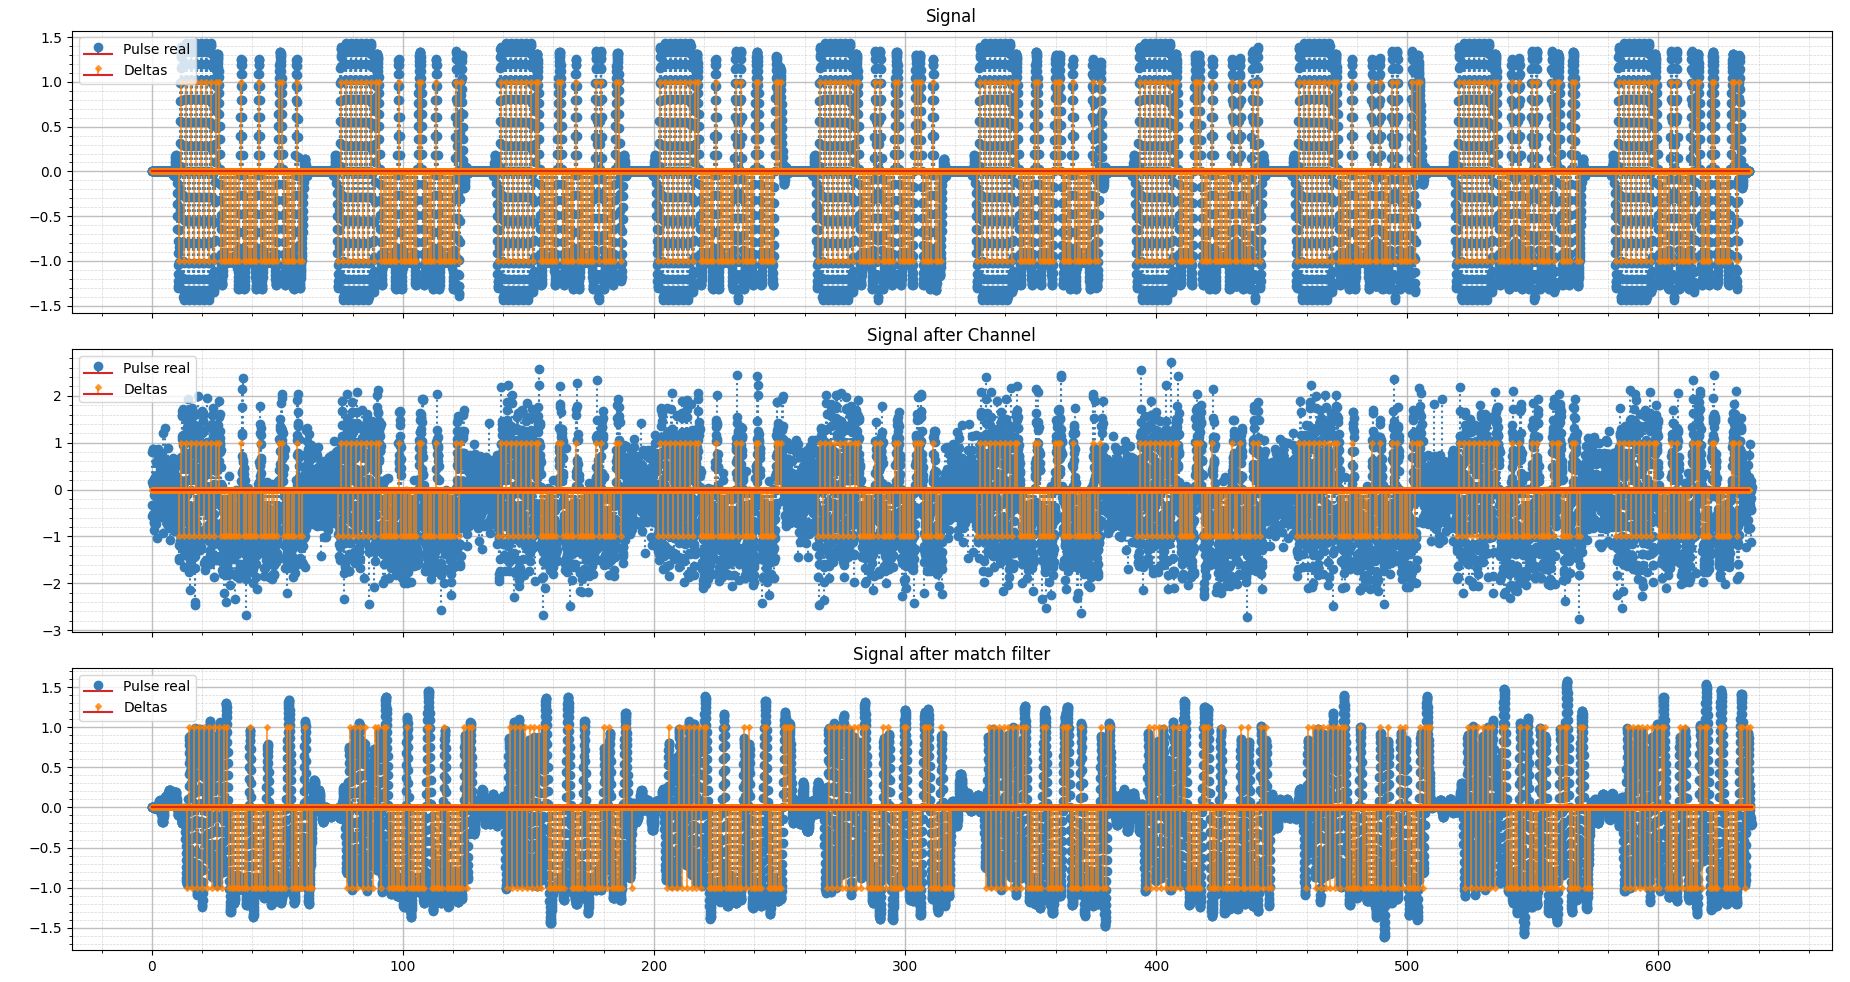 Signal
1.5
1.0
0.5
0.0
−0.5
−1.0
−1.5
Pulse real
Deltas
Signal after Channel
2
1
0
−1
−2
−3
Pulse real
Deltas
Signal after match filter
1.5
1.0
0.5
0.0
−0.5
−1.0
−1.5
Pulse real
Deltas
0 100 200 300 400 500 600